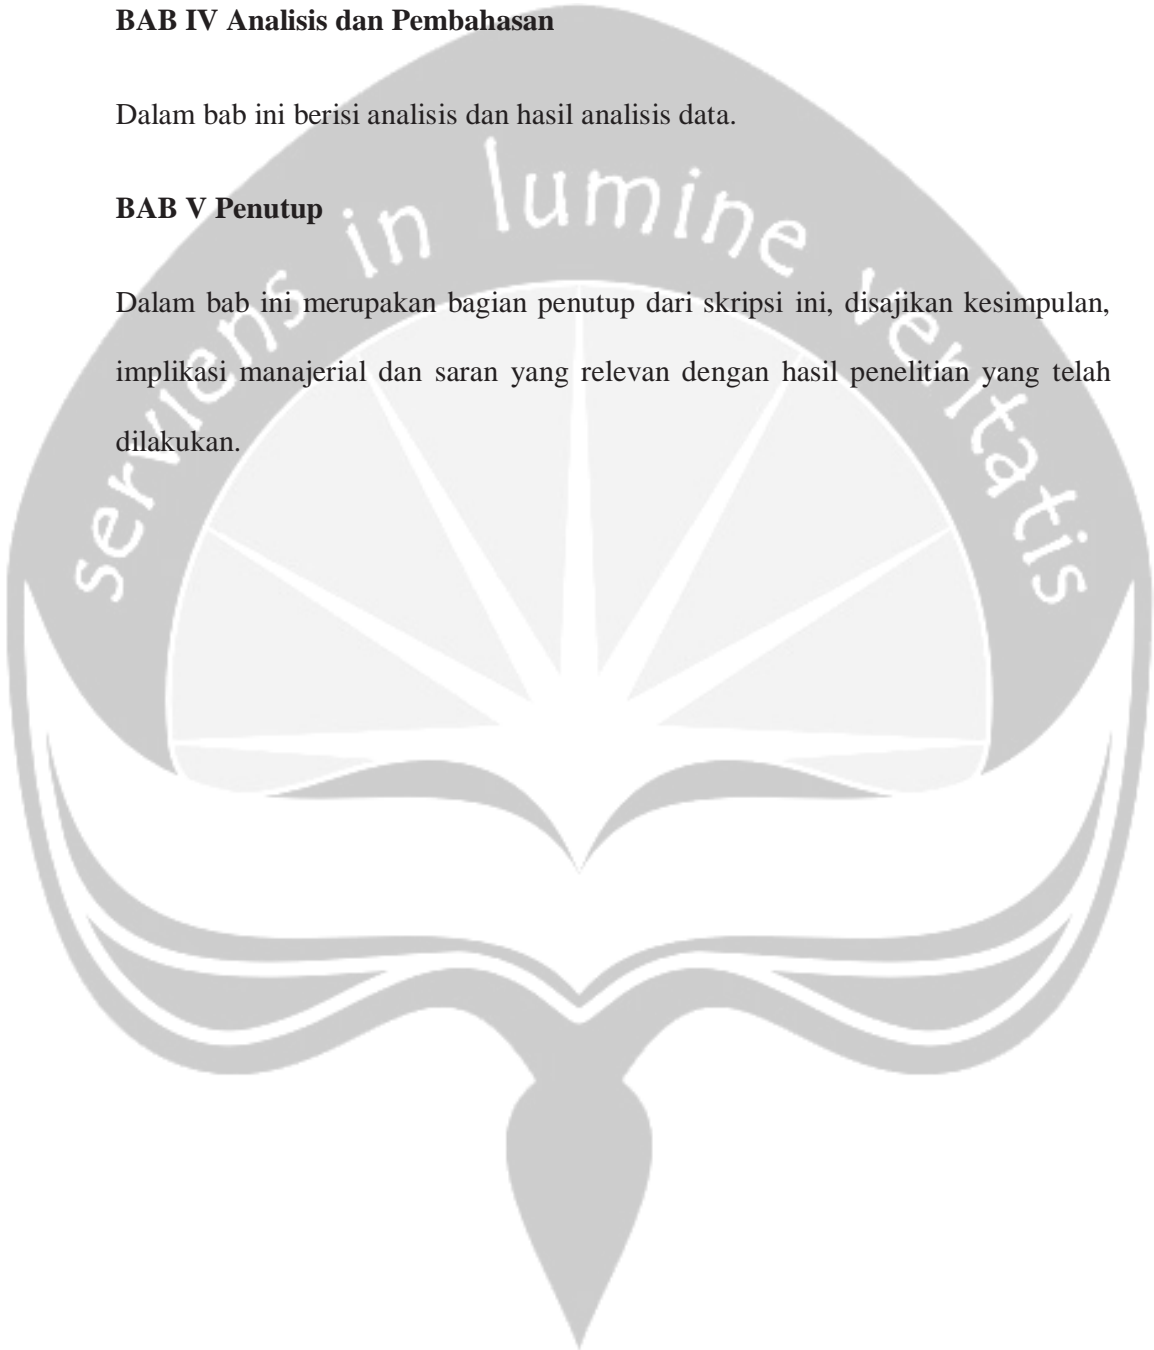 BAB IV Analisis dan Pembahasan
Dalam bab ini berisi analisis dan hasil analisis data.
BAB V Penutup
Dalam bab ini merupakan bagian penutup dari skripsi ini, disajikan kesimpulan,
implikasi manajerial dan saran yang relevan dengan hasil penelitian yang telah
dilakukan.
serviens in lumine veritatis